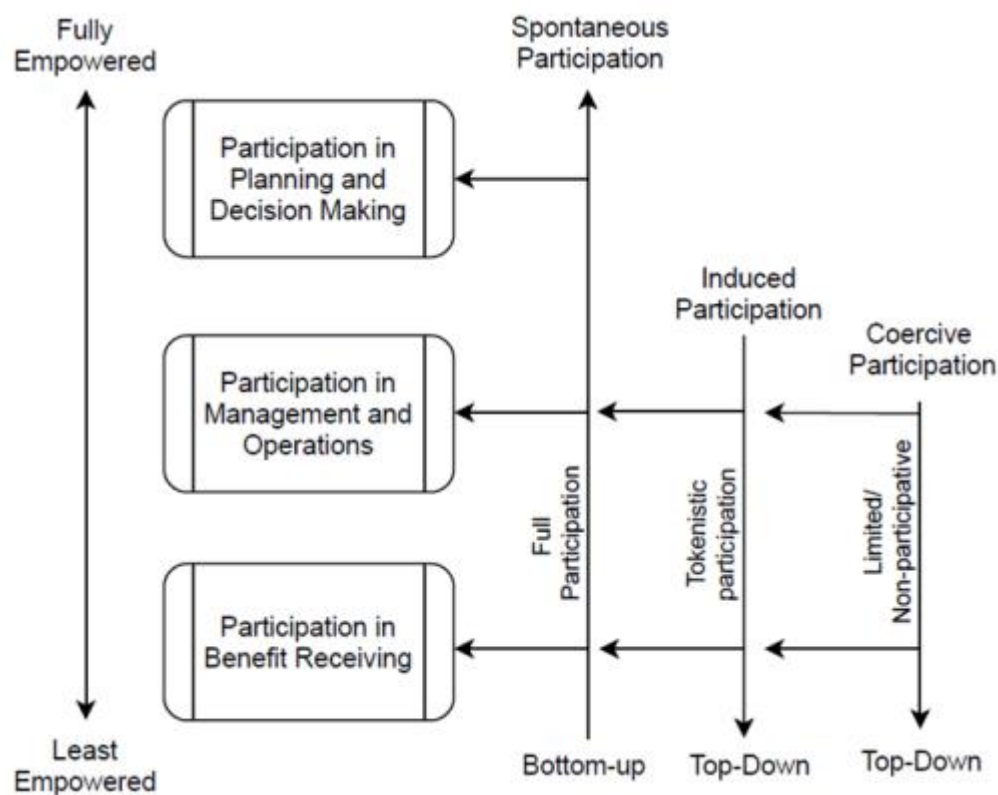 Fully
Empowered
Spontaneous
Participation
Participation in
Planning and
Decision Making
Induced
Participation
Coercive
Participation
Participation in
Management and
Operations
Full
Participation
Tokenistic
participation
Limited/
Non-participative
Participation in
Benefit Receiving
Least
Empowered
Bottom-up
Top-Down
Top-Down